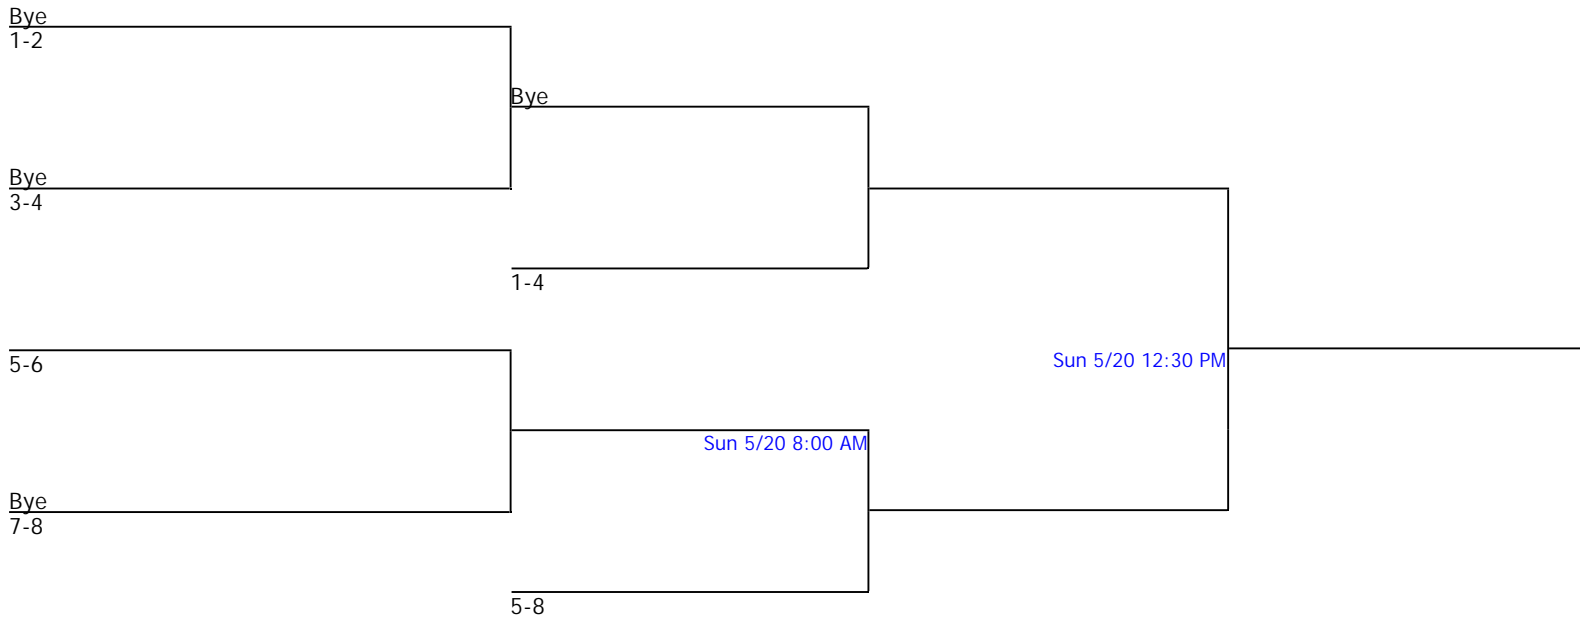 Bye
1-2
Bye
Bye
3-4
1-4
5-6
Sun 5/20 12:30 PM
Sun 5/20 8:00 AM
Bye
7-8
5-8